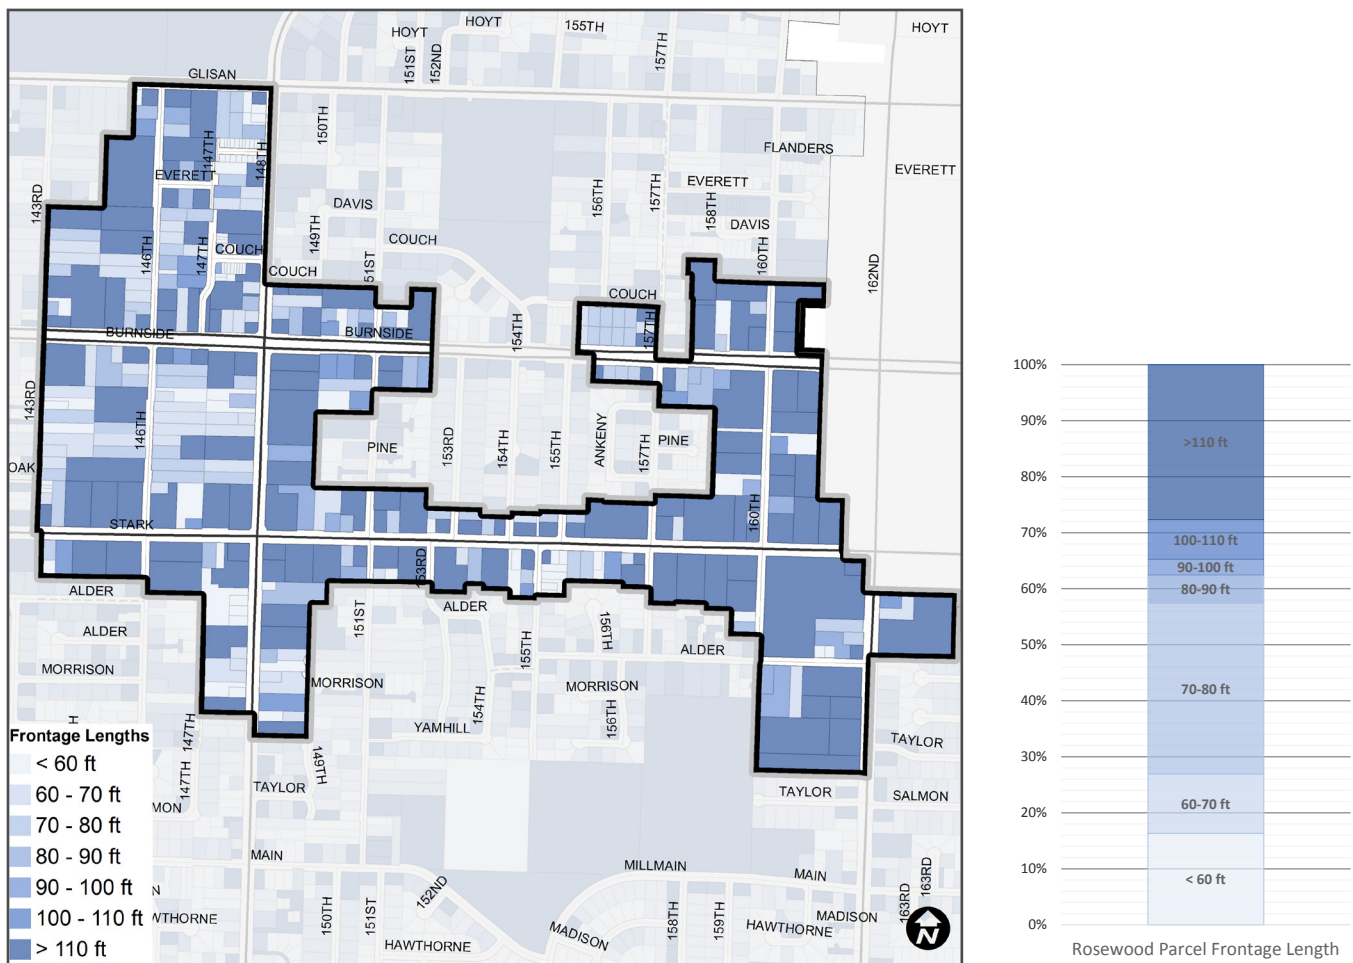 HOYT
HOYT
155TH
157TH
HOYT
151ST
152ND
GLISAN
150TH
147TH
148TH
FLANDERS
EVERETT
EVERETT
EVERETT
143RD
156TH
157TH
158TH
DAVIS
DAVIS
149TH
146TH
147TH
COUCH
COUCH
160TH
162ND
COUCH
51ST
COUCH
BURNSIDE
BURNSIDE
154TH
157TH
143RD
146TH
PINE
153RD
154TH
155TH
ANKENY
157TH
PINE
OAK
160TH
STARK
153RD
ALDER
151ST
ALDER
155TH
156TH
ALDER
ALDER
MORRISON
MORRISON
154TH
MORRISON
156TH
147TH
YAMHILL
149TH
TAYLOR
147TH
TAYLOR
TAYLOR
SALMON
MON
MAIN
MILLMAIN
MAIN
152ND
163RD
163RD
N
WTHORNE
150TH
151ST
HAWTHORNE
MADISON
158TH
159TH
HAWTHORNE
MADISON
N
Frontage Lengths
< 60 ft
60 - 70 ft
70 - 80 ft
80 - 90 ft
90 - 100 ft
100 - 110 ft
> 110 ft
100%
90%
80%
70%
60%
50%
40%
30%
20%
10%
0%
>110 ft
100-110 ft
90-100 ft
80-90 ft
70-80 ft
60-70 ft
< 60 ft
Rosewood Parcel Frontage Length